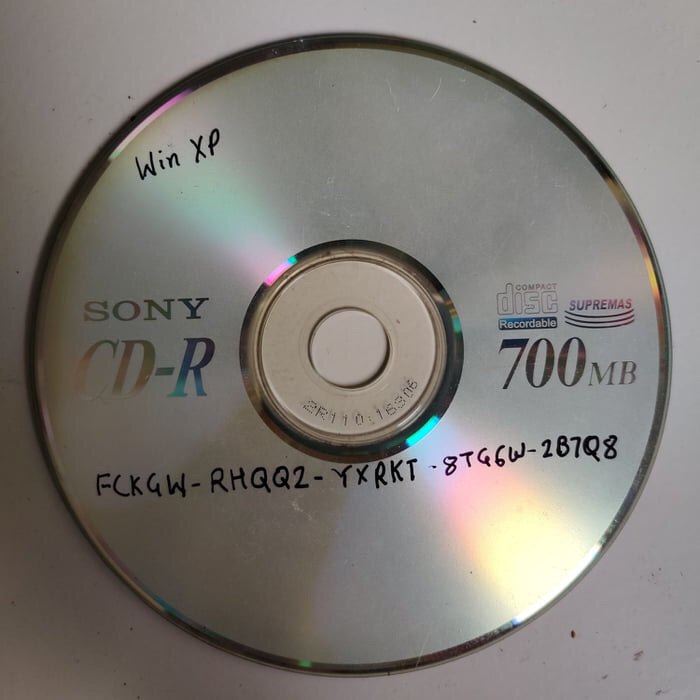 Win XP
SONY
CD-R
COMPACT
disc
Recordable
SUPREMAS
700MB
FCKGW-RHQQ2-YXRKT-8TG6W-2B7Q8